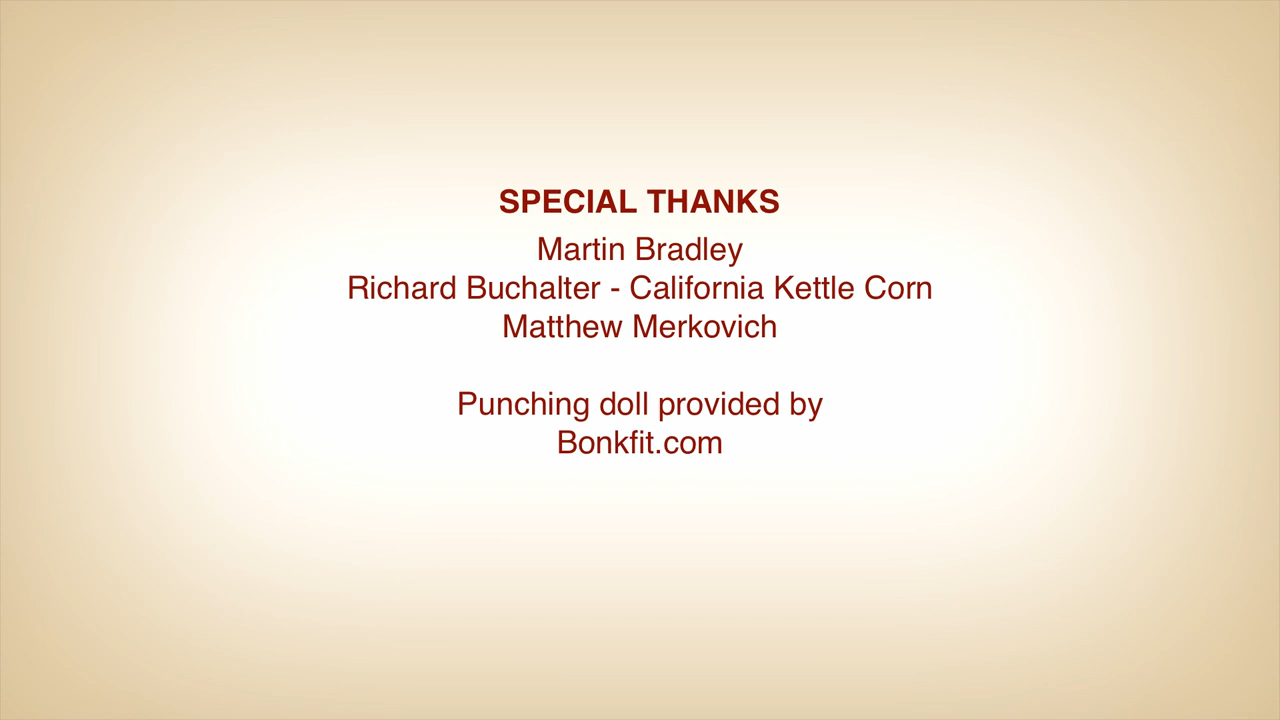 SPECIAL THANKS
Martin Bradley
Richard Buchalter - California Kettle Corn
Matthew Merkovich
Punching doll provided by
Bonkfit.com